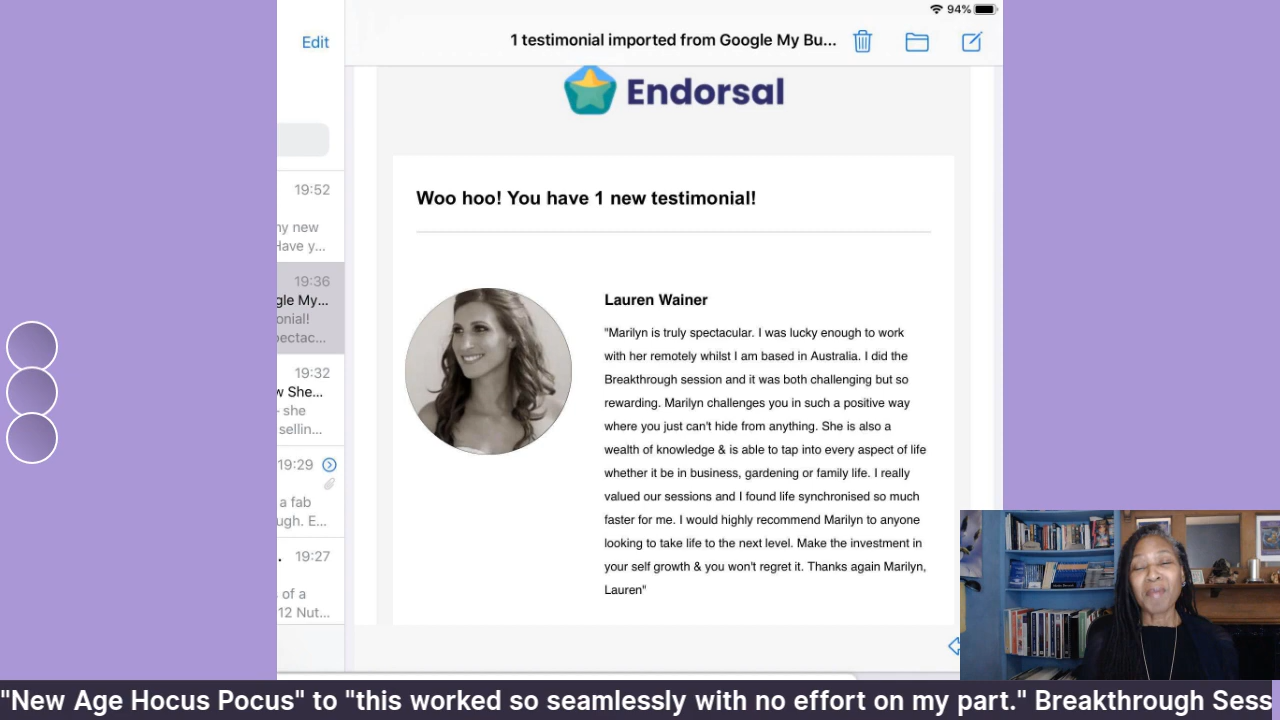 94%
Edit
1 testimonial imported from Google My Bu...
Endorsal
19:52
ny new
Have y...
19:36
gle My...
onial!
pectac...
19:32
w She...
she
sellin...
19:29
a fab
ugh. E...
19:27
s of a
12 Nut...
Woo hoo! You have 1 new testimonial!
Lauren Wainer
"Marilyn is truly spectacular. I was lucky enough to work
with her remotely whilst I am based in Australia. I did the
Breakthrough session and it was both challenging but so
rewarding. Marilyn challenges you in such a positive way
where you just can't hide from anything. She is also a
wealth of knowledge & is able to tap into every aspect of life
whether it be in business, gardening or family life. I really
valued our sessions and I found life synchronised so much
faster for me. I would highly recommend Marilyn to anyone
looking to take life to the next level. Make the investment in
your self growth & you won't regret it. Thanks again Marilyn,
Lauren"
"New Age Hocus Pocus" to "this worked so seamlessly with no effort on my part." Breakthrough Sess